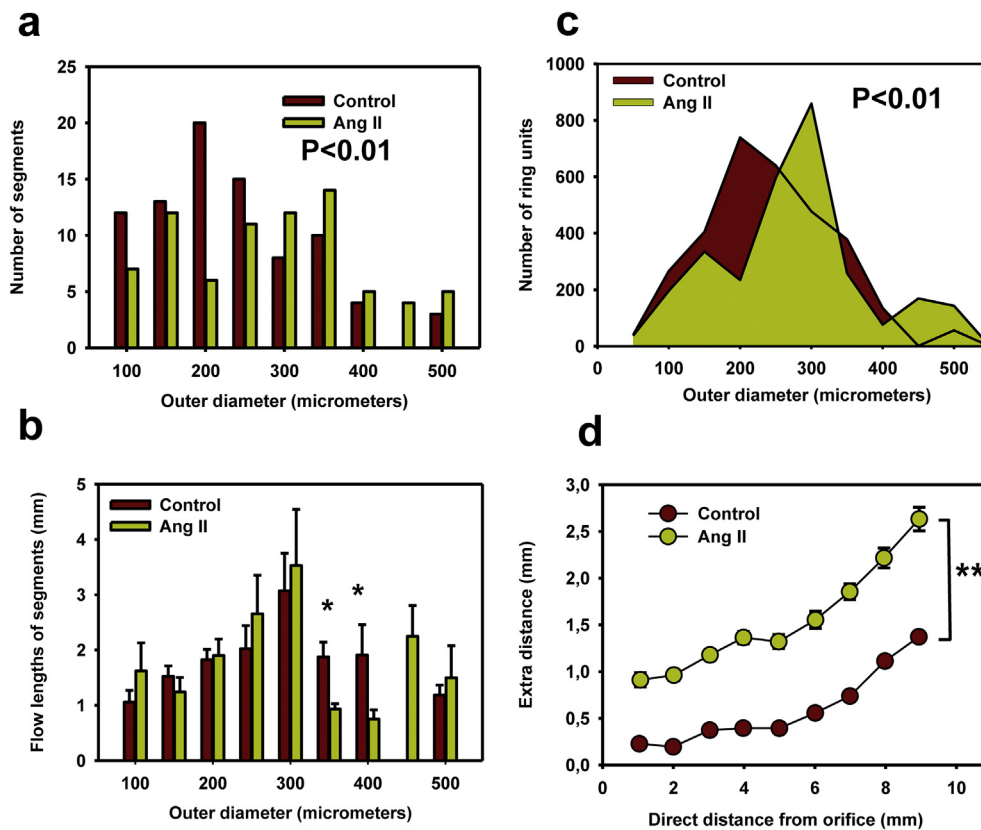 a
25
20
15
10
5
0
Number of segments
Control
Ang II
P<0.01
100 200 300 400 500
Outer diameter (micrometers)
c
1000
800
600
400
200
0
Number of ring units
Control
Ang II
P<0.01
0 100 200 300 400 500
Outer diameter (micrometers)
b
5
4
3
2
1
0
Flow lengths of segments (mm)
Control
Ang II
*
*
100 200 300 400 500
Outer diameter (micrometers)
d
3,0
2,5
2,0
1,5
1,0
0,5
0,0
Extra distance (mm)
Control
Ang II
**
0 2 4 6 8 10
Direct distance from orifice (mm)